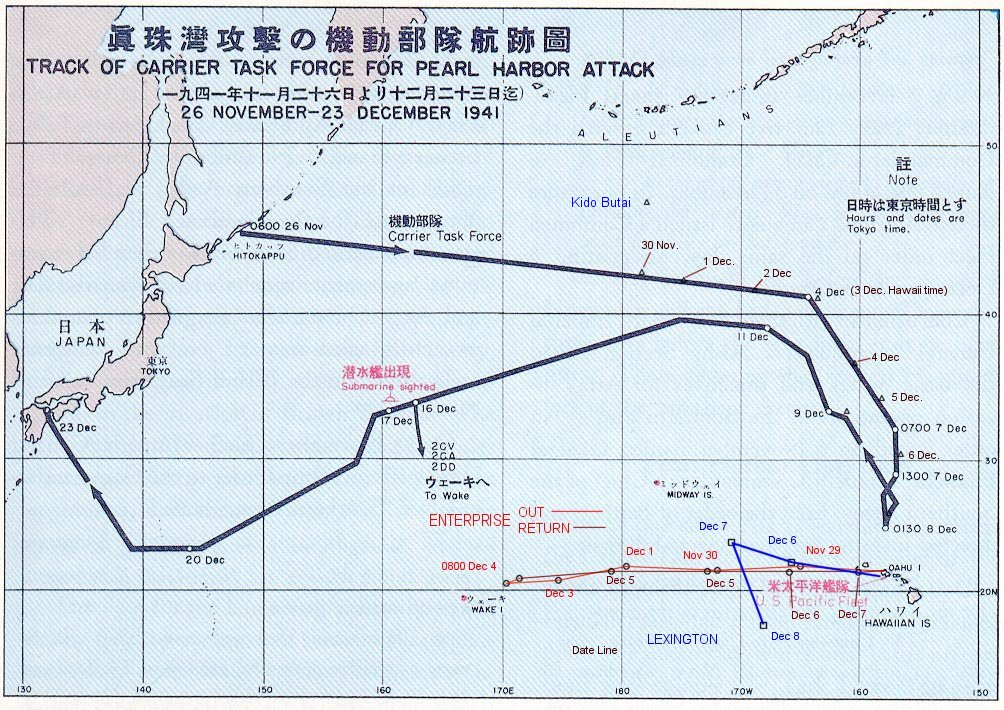 眞珠灣攻擊の機動部隊航跡圖
TRACK OF CARRIER TASK FORCE FOR PEARL HARBOR ATTACK
(一九四一年十一月二十六日より十二月二十三日迄)
26 NOVEMBER-23 DECEMBER 1941
ALEUTIANS
50
註
Note
日時は東京時間とす
Hours and dates are
Tokyo time.
Kido Butai
0600 26 Nov
機動部隊
Carrier Task Force
ヒトカップ
HITOKAPPU
30 Nov.
1 Dec.
2 Dec
4 Dec (3 Dec. Hawaii time)
40
日本
JAPAN
東京
TOKYO
11 Dec
4 Dec
潜水艦出現
Submarine sighted
5 Dec.
16 Dec
17 Dec
9 Dec
23 Dec
0700 7 Dec
2CV
2CA
2DD
6 Dec.
30
1300 7 Dec
ウェーキへ
To Wake
ミッドウェイ
MIDWAY IS.
ENTERPRISE OUT
RETURN
0130 8 Dec
Dec 7
Dec 6
20 Dec
Dec 1
Nov 30
Nov 29
0800 Dec 4
OAHU I
Dec 5
Dec 5
Dec 3
米太平洋艦隊
U S Pacific Fleet
20N
ウェーキ
WAKE I
Dec 6
Dec 7
ハワイ
HAWAIIAN IS
LEXINGTON
Dec 8
Date Line
130 140 150 160 170E 180 170W 160 150